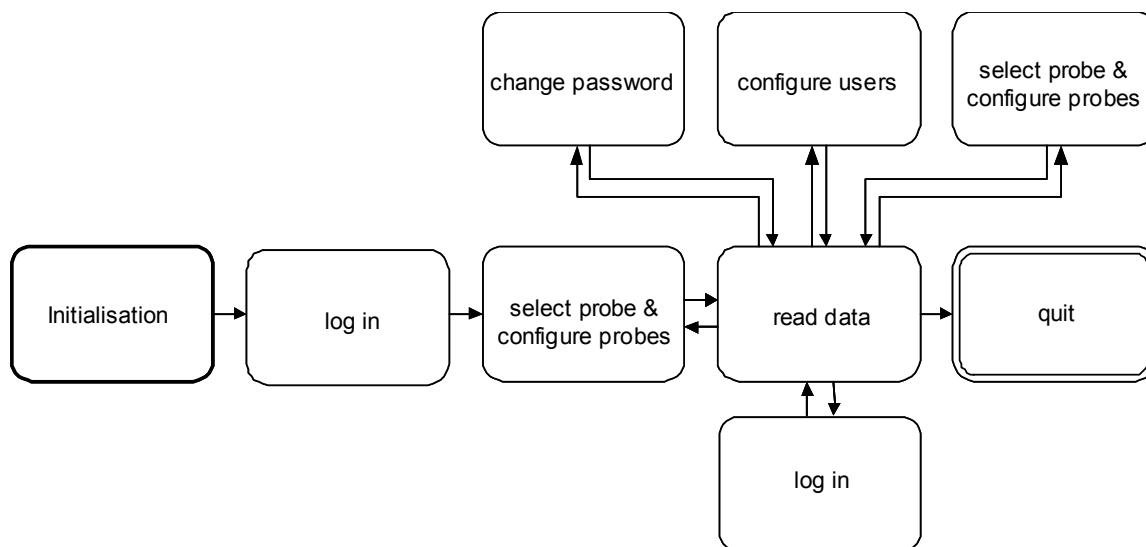 change password
configure users
select probe &
configure probes
Initialisation
log in
select probe &
configure probes
read data
quit
log in